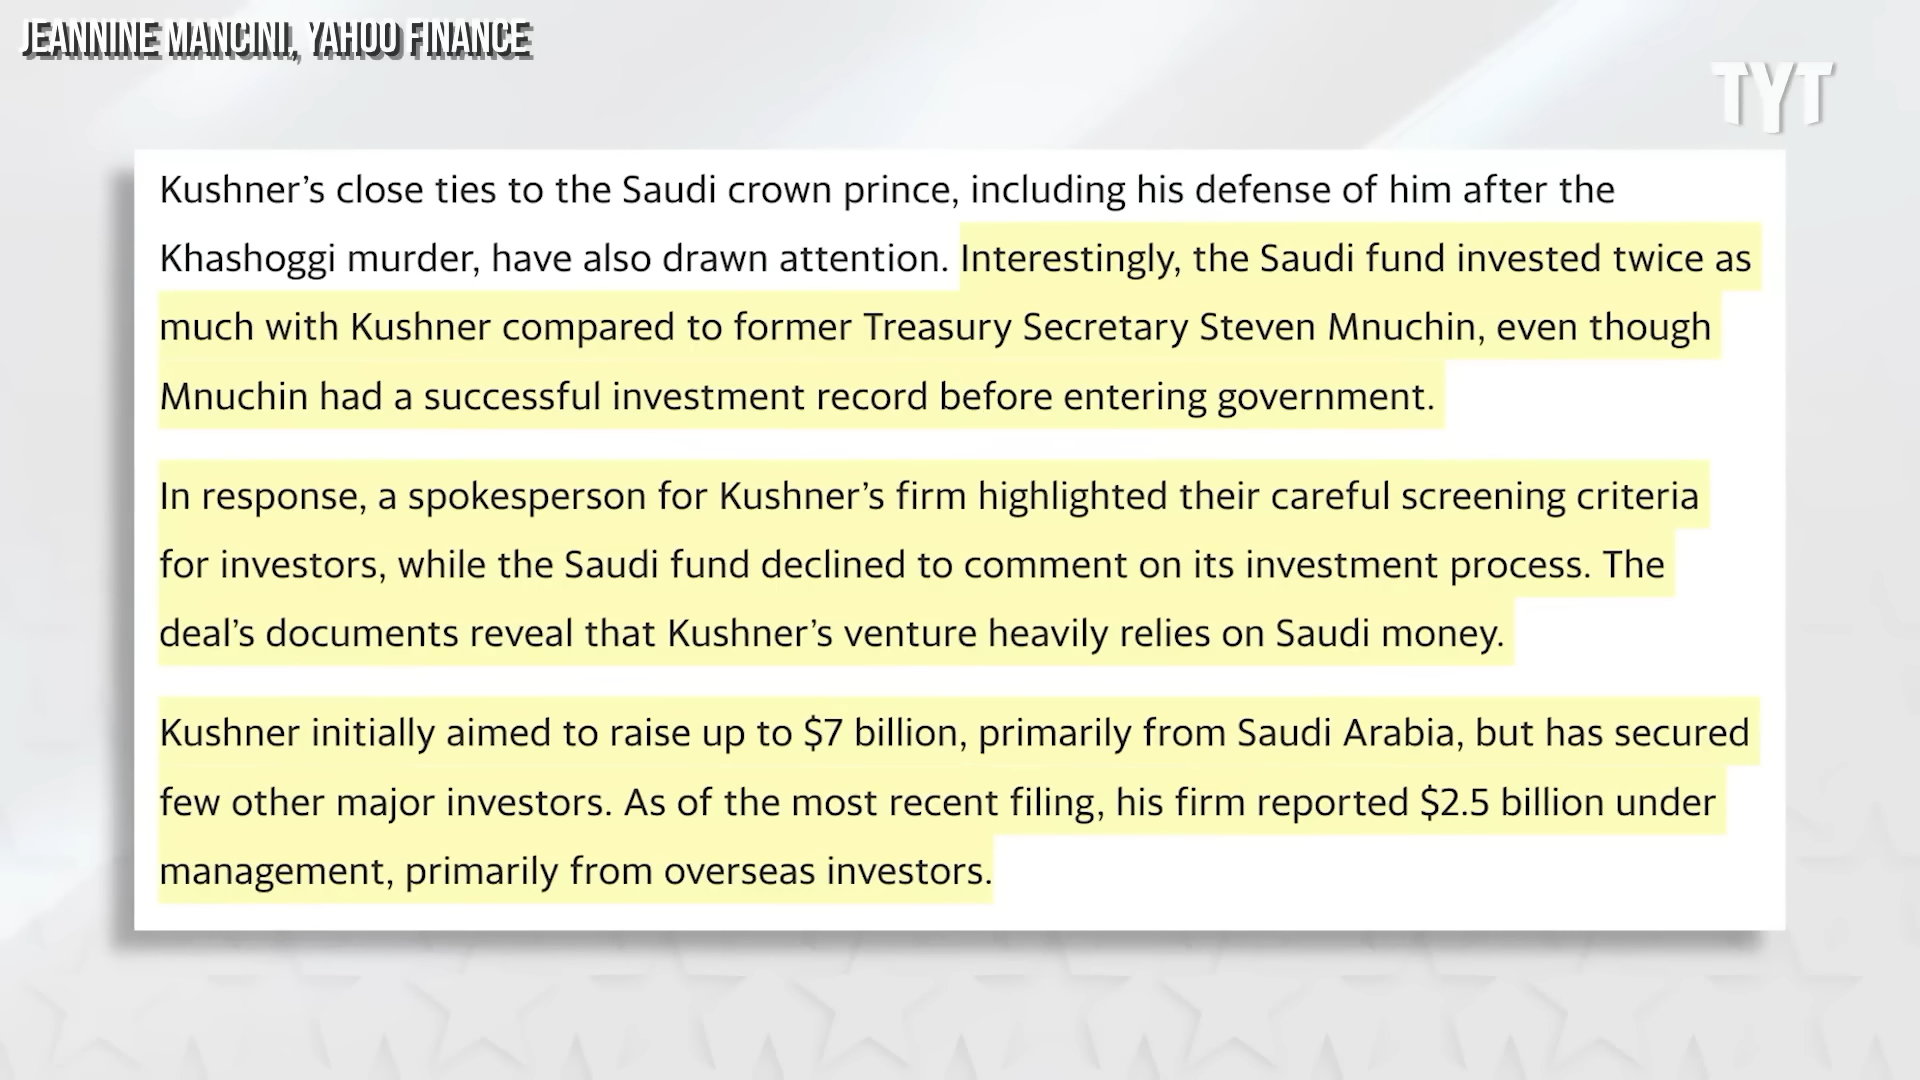 JEANNINE MANCINI, YAHOO FINANCE
TYT
Kushner’s close ties to the Saudi crown prince, including his defense of him after the
Khashoggi murder, have also drawn attention. Interestingly, the Saudi fund invested twice as
much with Kushner compared to former Treasury Secretary Steven Mnuchin, even though
Mnuchin had a successful investment record before entering government.
In response, a spokesperson for Kushner’s firm highlighted their careful screening criteria
for investors, while the Saudi fund declined to comment on its investment process. The
deal’s documents reveal that Kushner’s venture heavily relies on Saudi money.
Kushner initially aimed to raise up to $7 billion, primarily from Saudi Arabia, but has secured
few other major investors. As of the most recent filing, his firm reported $2.5 billion under
management, primarily from overseas investors.